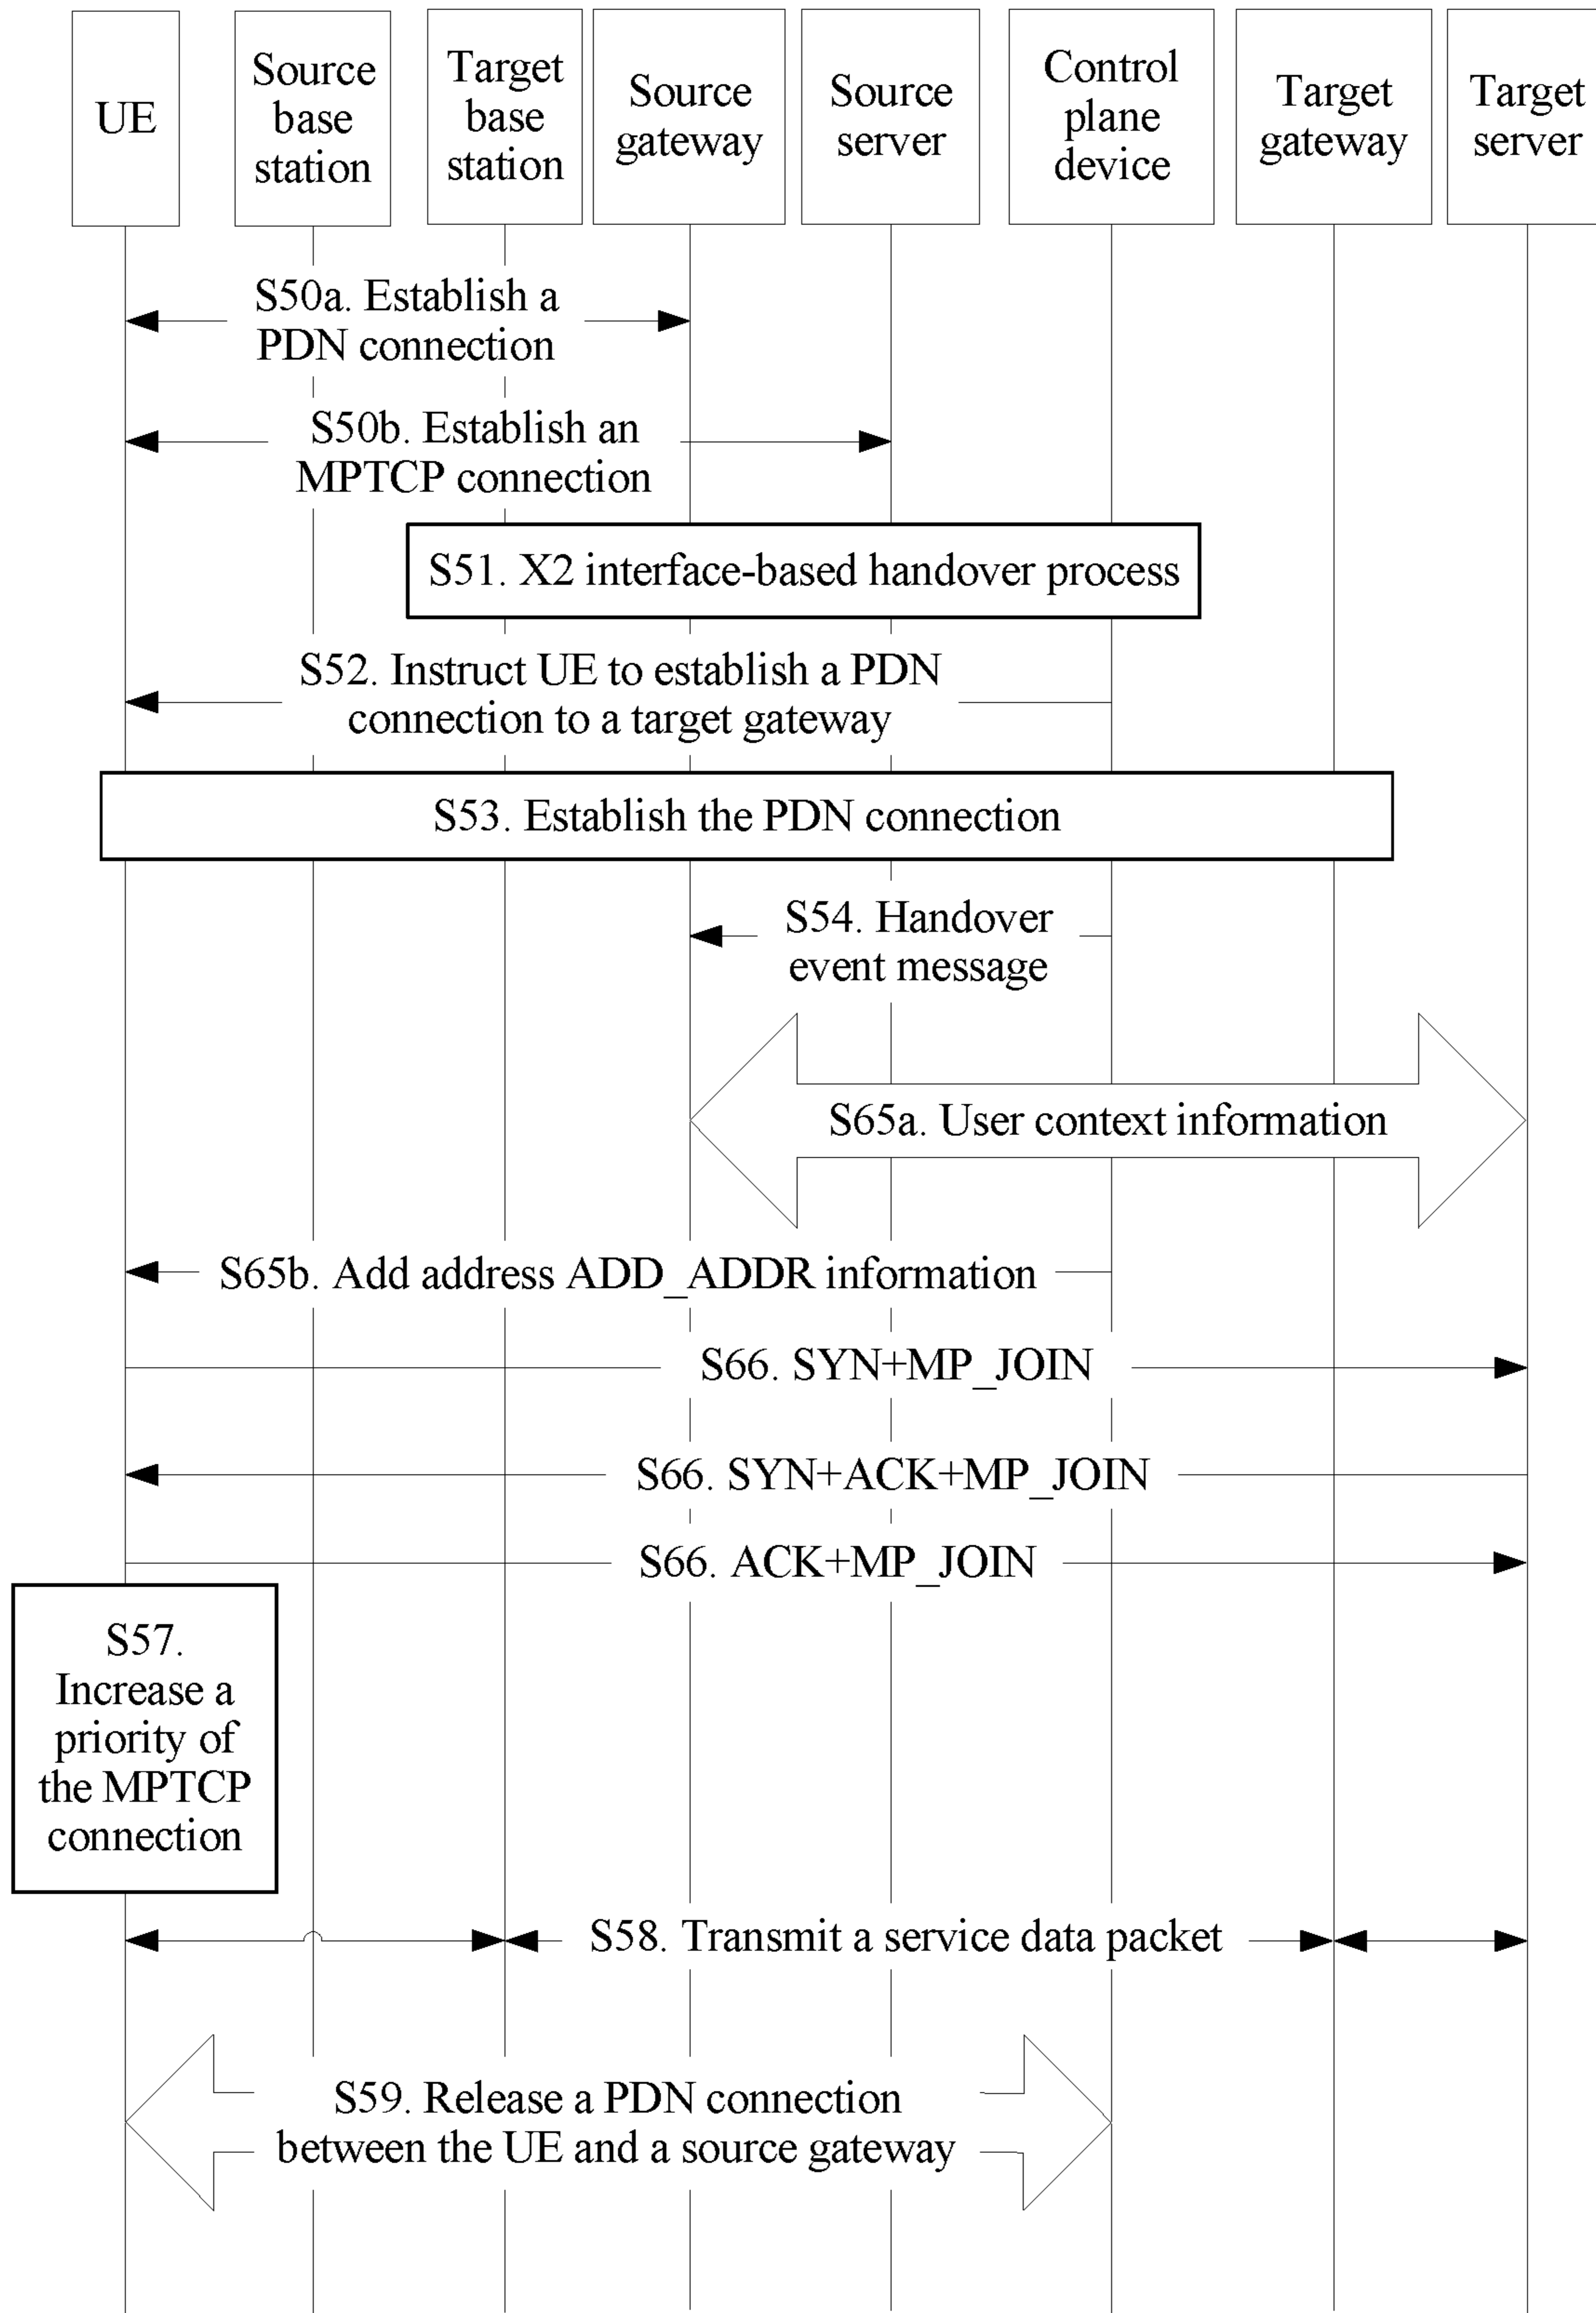 UE
Source
base
station
Target
base
station
Source
gateway
Source
server
Control
plane
device
Target
gateway
Target
server
S50a. Establish a
PDN connection
S50b. Establish an
MPTCP connection
S51. X2 interface-based handover process
S52. Instruct UE to establish a PDN
connection to a target gateway
S53. Establish the PDN connection
S54. Handover
event message
S65a. User context information
S65b. Add address ADD_ADDR information
S66. SYN+MP_JOIN
S66. SYN+ACK+MP_JOIN
S66. ACK+MP_JOIN
S57.
Increase a
priority of
the MPTCP
connection
S58. Transmit a service data packet
S59. Release a PDN connection
between the UE and a source gateway